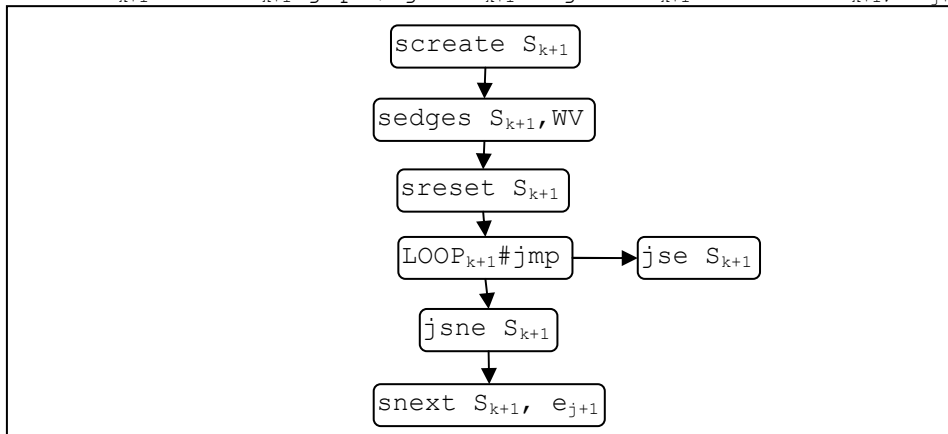 screate S_{k+1}
sedges S_{k+1},WV
sreset S_{k+1}
LOOP_{k+1}#jmp jse S_{k+1}
jsne S_{k+1}
snext S_{k+1}, e_{j+1}